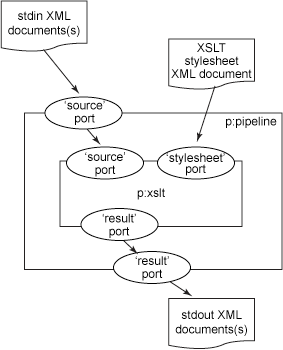 stdin XML
documents(s)
XSLT
stylesheet
XML document
'source'
port
p:pipeline
'source'
port
'stylesheet'
port
p:xslt
'result'
port
'result'
port
stdout XML
documents(s)